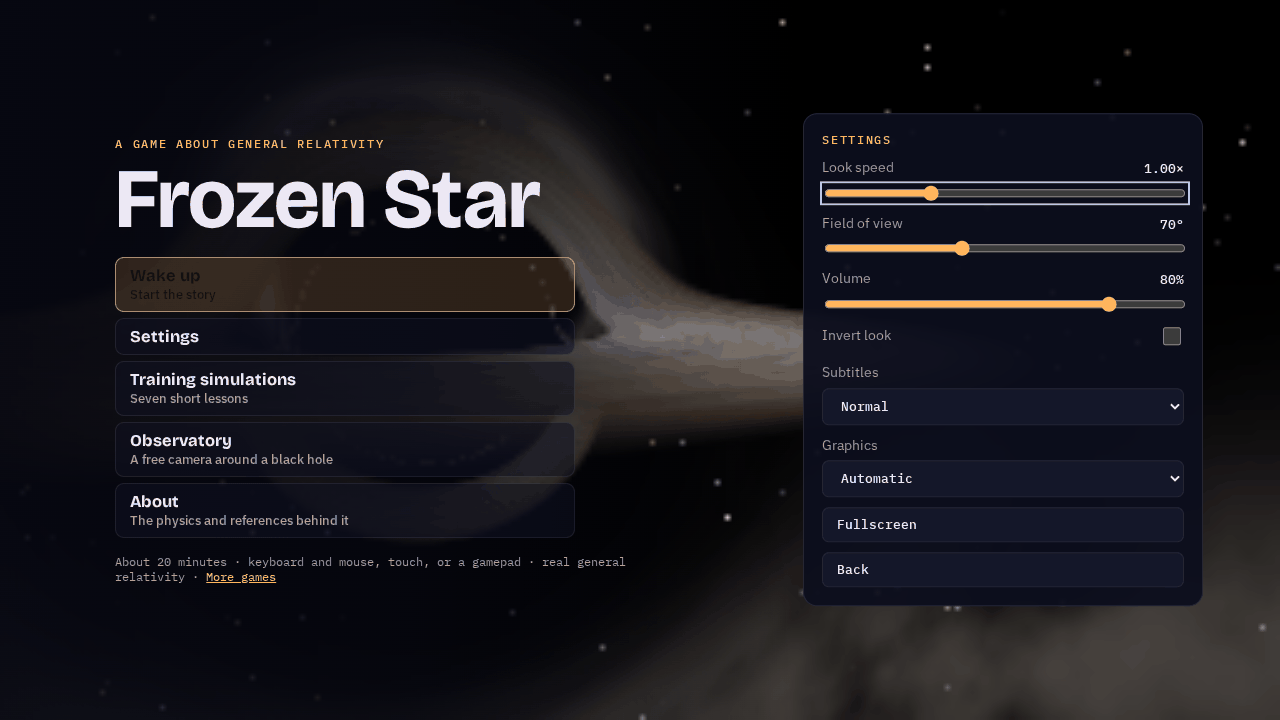 A GAME ABOUT GENERAL RELATIVITY
Frozen Star
Wake up
Start the story
Settings
Training simulations
Seven short lessons
Observatory
A free camera around a black hole
About
The physics and references behind it
About 20 minutes · keyboard and mouse, touch, or a gamepad · real general
relativity · More games
SETTINGS
Look speed 1.00×
Field of view 70°
Volume 80%
Invert look
Subtitles
Normal
Graphics
Automatic
Fullscreen
Back